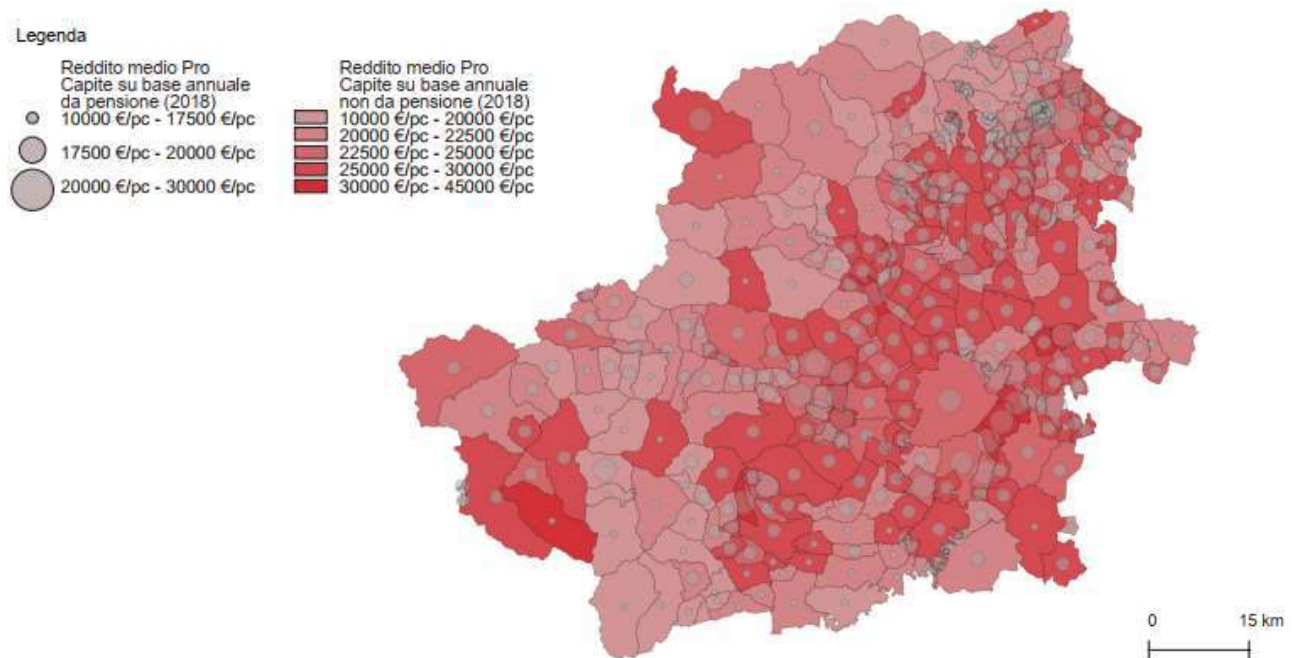 Legenda
Reddito medio Pro
Capite su base annuale
da pensione (2018)
10000 €/pc - 17500 €/pc
17500 €/pc - 20000 €/pc
20000 €/pc - 30000 €/pc
Reddito medio Pro
Capite su base annuale
non da pensione (2018)
10000 €/pc - 20000 €/pc
20000 €/pc - 22500 €/pc
22500 €/pc - 25000 €/pc
25000 €/pc - 30000 €/pc
30000 €/pc - 45000 €/pc
0 15 km